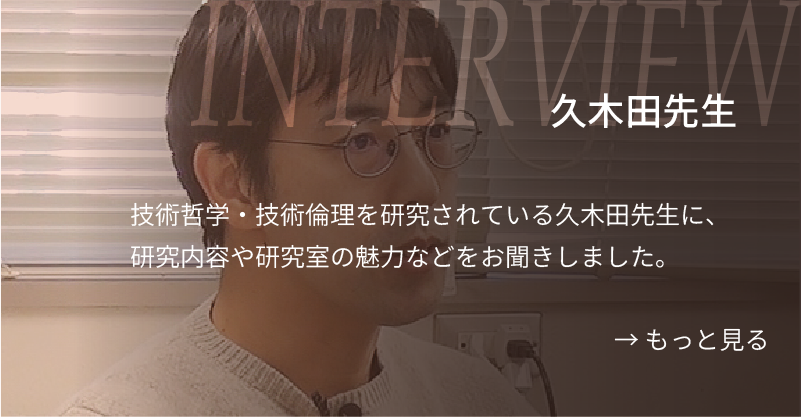 INTERVIEW
久木田先生
技術哲学・技術倫理を研究されている久木田先生に、
研究内容や研究室の魅力などをお聞きしました。
→ もっと見る